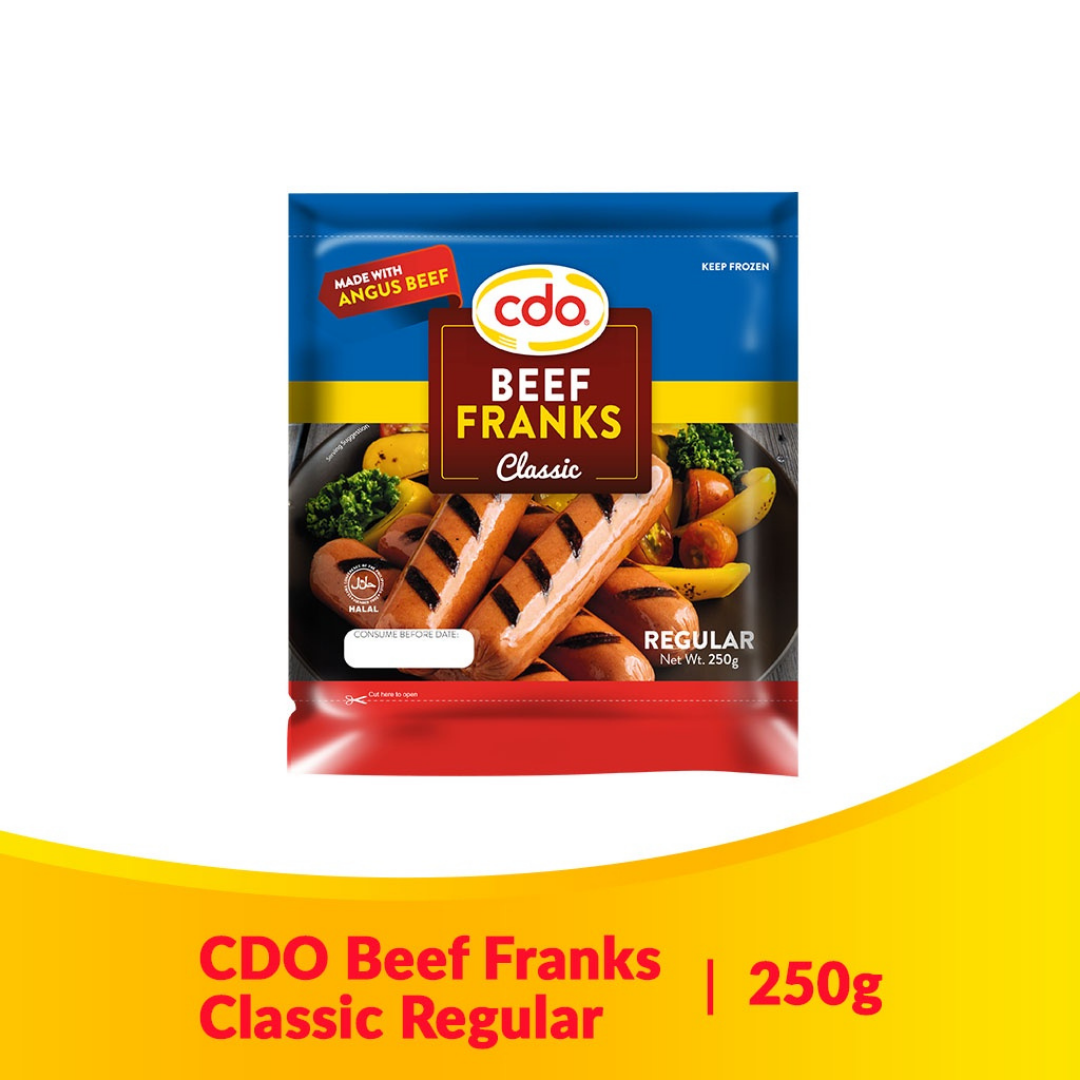 KEEP FROZEN
MADE WITH
ANGUS BEEF
cdo®
BEEF
FRANKS
Classic
Serving Suggestion
حلال
HALAL
CONSUME BEFORE DATE:
REGULAR
Net Wt. 250g
Cut here to open
CDO Beef Franks
Classic Regular
| 250g